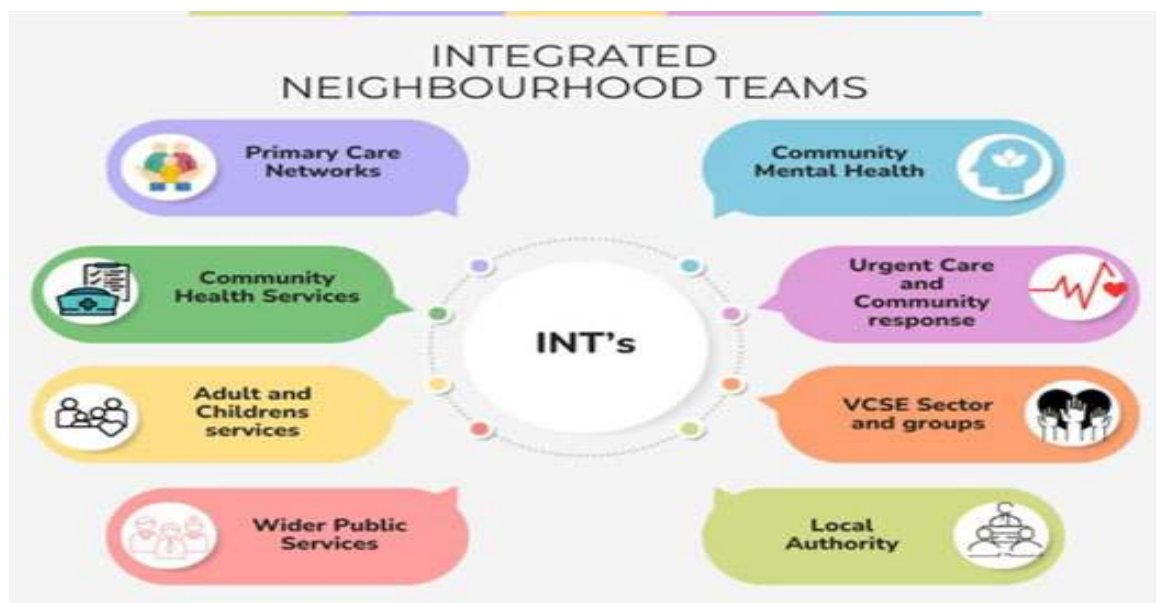 INTEGRATED
NEIGHBOURHOOD TEAMS
Primary Care
Networks
Community
Mental Health
Community
Health Services
Urgent Care
and
Community
response
INT's
Adult and
Childrens
services
VCSE Sector
and groups
Wider Public
Services
Local
Authority